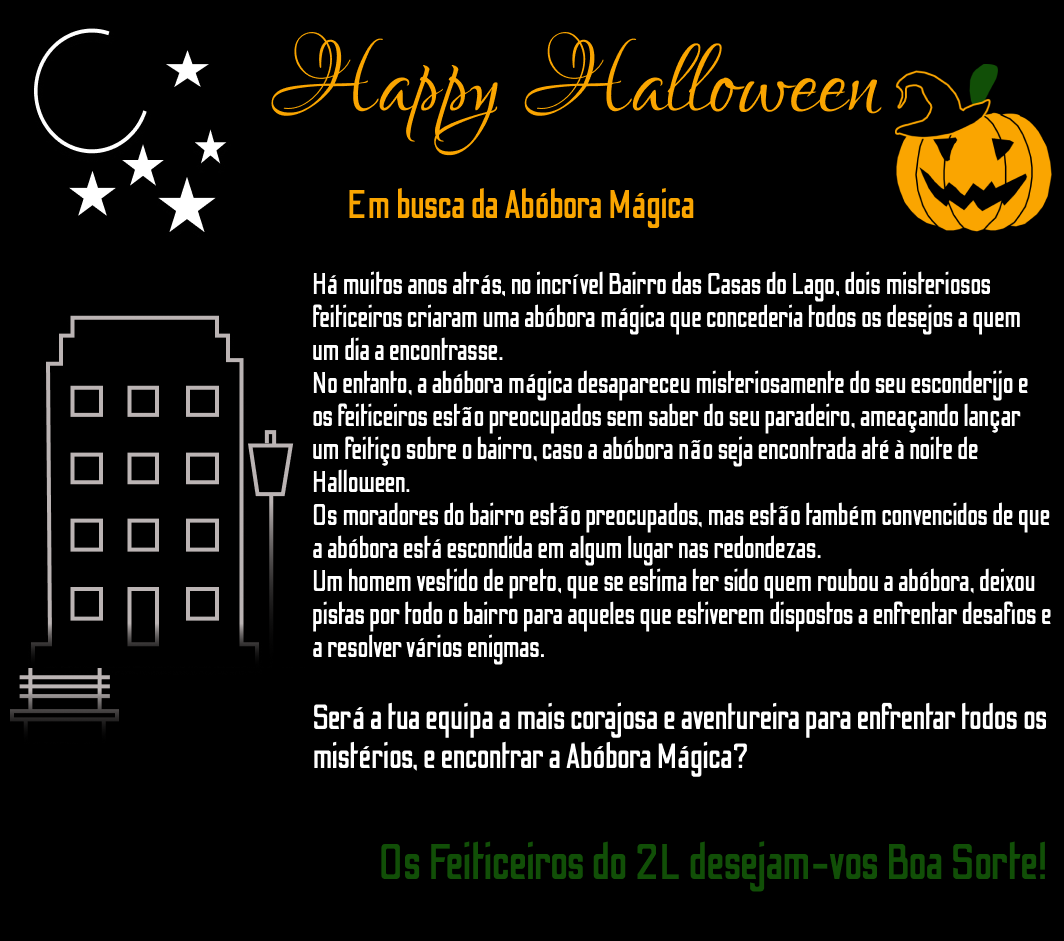 Happy Halloween
Em busca da Abóbora Mágica
Há muitos anos atrás, no incrível Bairro das Casas do Lago, dois misteriosos
feiticeiros criaram uma abóbora mágica que concederia todos os desejos a quem
um dia a encontrasse.
No entanto, a abóbora mágica desapareceu misteriosamente do seu esconderijo e
os feiticeiros estão preocupados sem saber do seu paradeiro, ameaçando lançar
um feitiço sobre o bairro, caso a abóbora não seja encontrada até à noite de
Halloween.
Os moradores do bairro estão preocupados, mas estão também convencidos de que
a abóbora está escondida em algum lugar nas redondezas.
Um homem vestido de preto, que se estima ter sido quem roubou a abóbora, deixou
pistas por todo o bairro para aqueles que estiverem dispostos a enfrentar desafios e
a resolver vários enigmas.
Será a tua equipa a mais corajosa e aventureira para enfrentar todos os
mistérios, e encontrar a Abóbora Mágica?
Os Feiticeiros do 2L desejam-vos Boa Sorte!